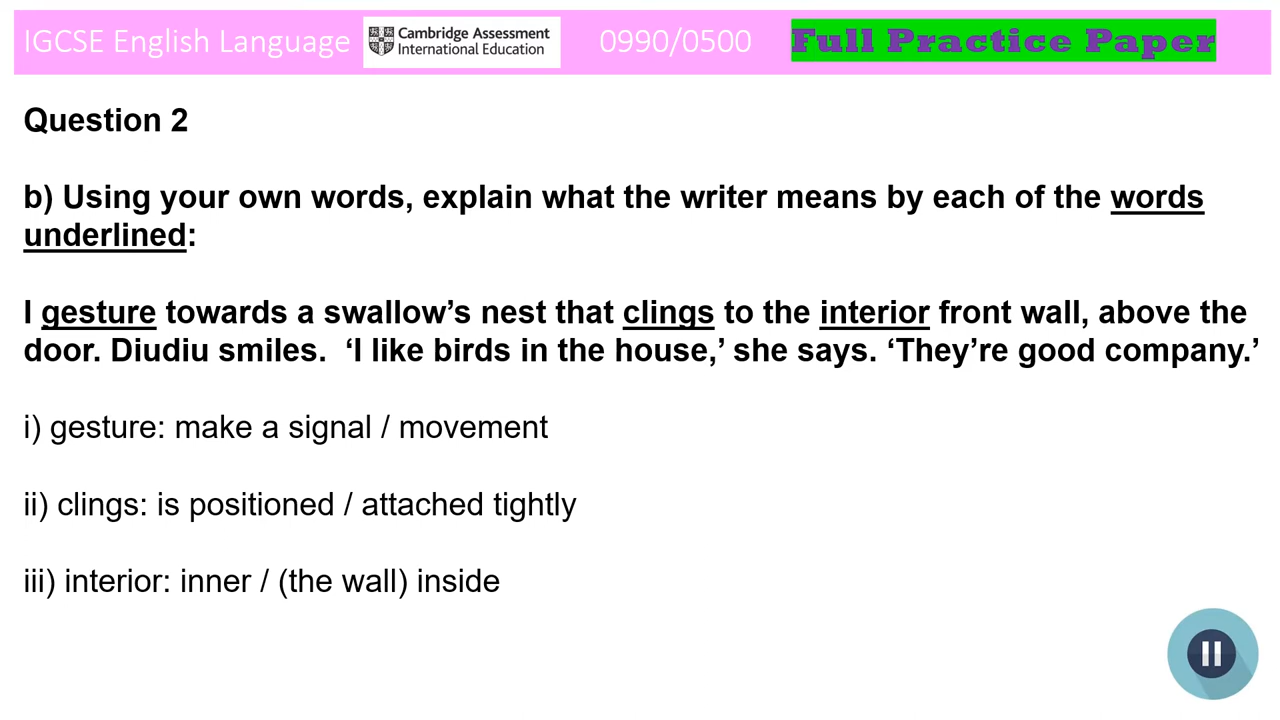 IGCSE English Language Cambridge Assessment International Education 0990/0500 Full Practice Paper
Question 2
b) Using your own words, explain what the writer means by each of the words
underlined:
I gesture towards a swallow’s nest that clings to the interior front wall, above the
door. Diudiu smiles.  ‘I like birds in the house,’ she says. ‘They’re good company.’
i) gesture: make a signal / movement
ii) clings: is positioned / attached tightly
iii) interior: inner / (the wall) inside